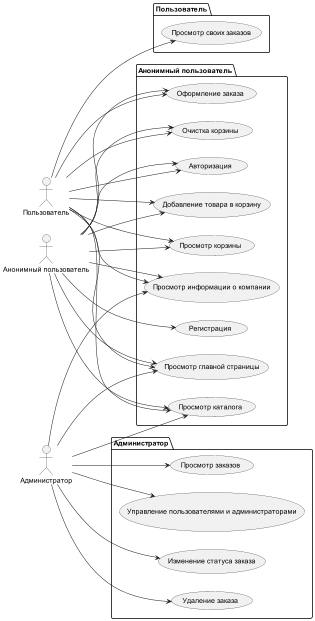 Пользователь
Просмотр своих заказов
Анонимный пользователь
Оформление заказа
Очистка корзины
Авторизация
Пользователь
Добавление товара в корзину
Просмотр корзины
Анонимный пользователь
Просмотр информации о компании
Регистрация
Просмотр главной страницы
Просмотр каталога
Администратор
Просмотр заказов
Администратор
Управление пользователями и администраторами
Изменение статуса заказа
Удаление заказа